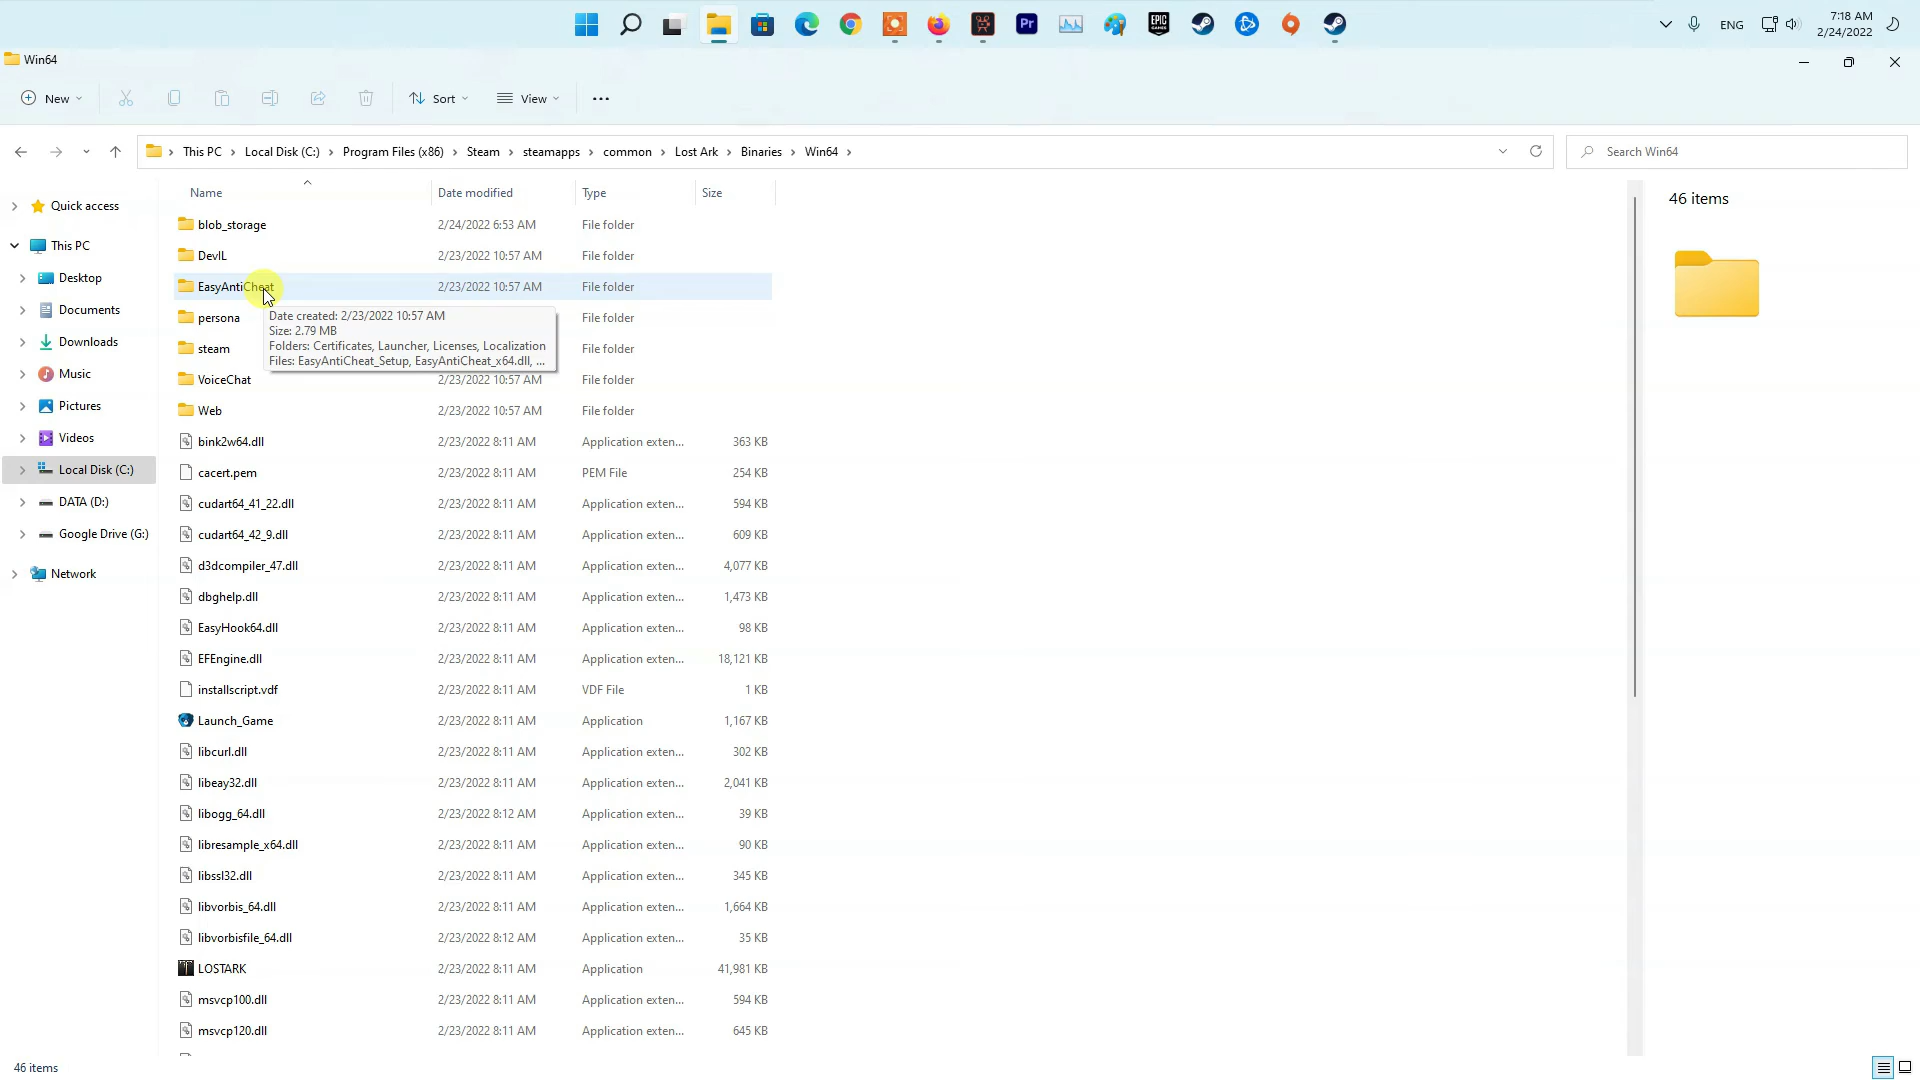 Pr
EPIC GAMES
ENG
7:18 AM
2/24/2022
Win64
New
Sort
View
This PC
Local Disk (C:)
Program Files (x86)
Steam
steamapps
common
Lost Ark
Binaries
Win64
Search Win64
Name
Date modified
Type
Size
46 items
Quick access
This PC
Desktop
Documents
Downloads
Music
Pictures
Videos
Local Disk (C:)
DATA (D:)
Google Drive (G:)
Network
blob_storage 2/24/2022 6:53 AM File folder
DevIL 2/23/2022 10:57 AM File folder
EasyAntiCheat 2/23/2022 10:57 AM File folder
persona File folder
steam File folder
Date created: 2/23/2022 10:57 AM
Size: 2.79 MB
Folders: Certificates, Launcher, Licenses, Localization
Files: EasyAntiCheat_Setup, EasyAntiCheat_x64.dll, ...
VoiceChat 2/23/2022 10:57 AM File folder
Web 2/23/2022 10:57 AM File folder
bink2w64.dll 2/23/2022 8:11 AM Application exten... 363 KB
cacert.pem 2/23/2022 8:11 AM PEM File 254 KB
cudart64_41_22.dll 2/23/2022 8:11 AM Application exten... 594 KB
cudart64_42_9.dll 2/23/2022 8:11 AM Application exten... 609 KB
d3dcompiler_47.dll 2/23/2022 8:11 AM Application exten... 4,077 KB
dbghelp.dll 2/23/2022 8:11 AM Application exten... 1,473 KB
EasyHook64.dll 2/23/2022 8:11 AM Application exten... 98 KB
EFEngine.dll 2/23/2022 8:11 AM Application exten... 18,121 KB
installscript.vdf 2/23/2022 8:11 AM VDF File 1 KB
Launch_Game 2/23/2022 8:11 AM Application 1,167 KB
libcurl.dll 2/23/2022 8:11 AM Application exten... 302 KB
libeay32.dll 2/23/2022 8:11 AM Application exten... 2,041 KB
libogg_64.dll 2/23/2022 8:12 AM Application exten... 39 KB
libresample_x64.dll 2/23/2022 8:11 AM Application exten... 90 KB
libssl32.dll 2/23/2022 8:11 AM Application exten... 345 KB
libvorbis_64.dll 2/23/2022 8:11 AM Application exten... 1,664 KB
libvorbisfile_64.dll 2/23/2022 8:12 AM Application exten... 35 KB
LOSTARK 2/23/2022 8:11 AM Application 41,981 KB
msvcp100.dll 2/23/2022 8:11 AM Application exten... 594 KB
msvcp120.dll 2/23/2022 8:11 AM Application exten... 645 KB
46 items